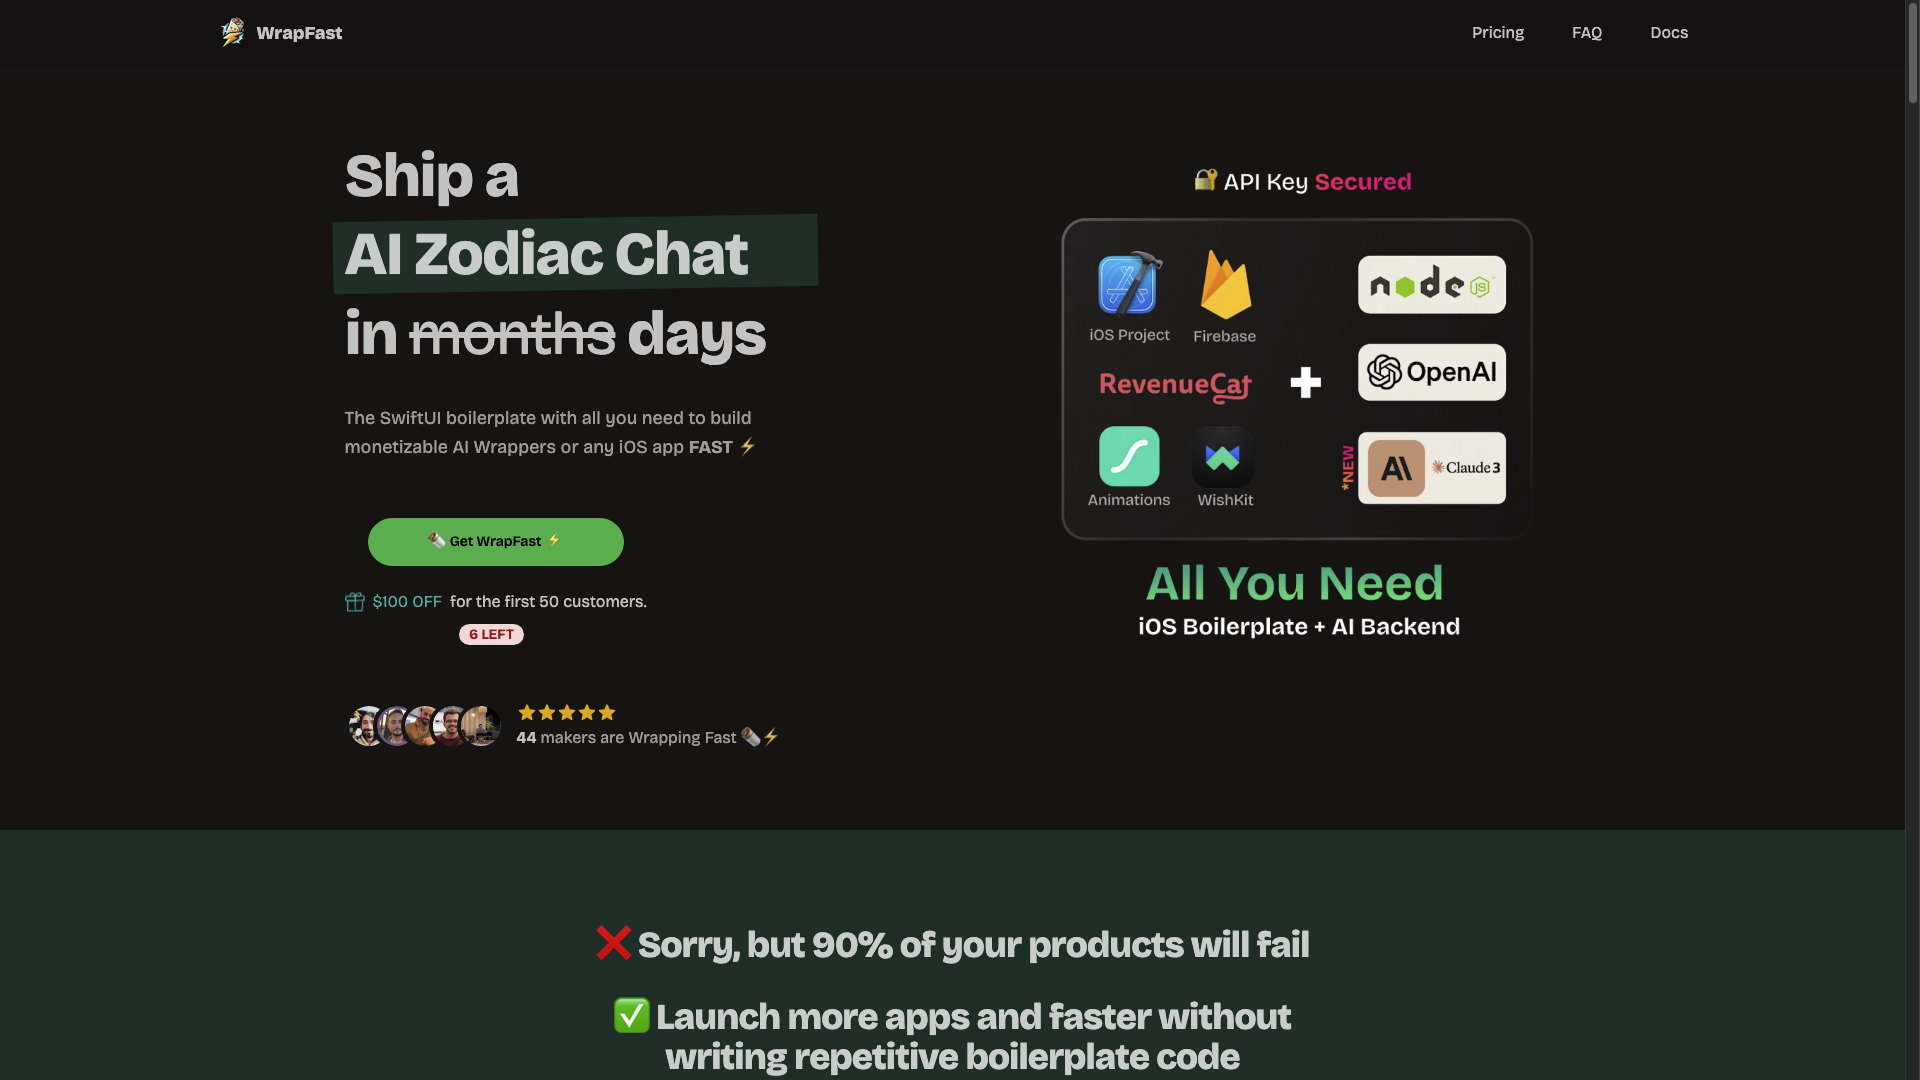 WrapFast
Pricing
FAQ
Docs
Ship a
AI Zodiac Chat
in months days
The SwiftUI boilerplate with all you need to build
monetizable AI Wrappers or any iOS app FAST ⚡
Get WrapFast ⚡
$100 OFF for the first 50 customers.
6 LEFT
44 makers are Wrapping Fast
🔐 API Key Secured
iOS Project
Firebase
RevenueCat
Animations
WishKit
node
JS
OpenAI
*NEW
AI
Claude 3
All You Need
iOS Boilerplate + AI Backend
❌ Sorry, but 90% of your products will fail
✅ Launch more apps and faster without
writing repetitive boilerplate code